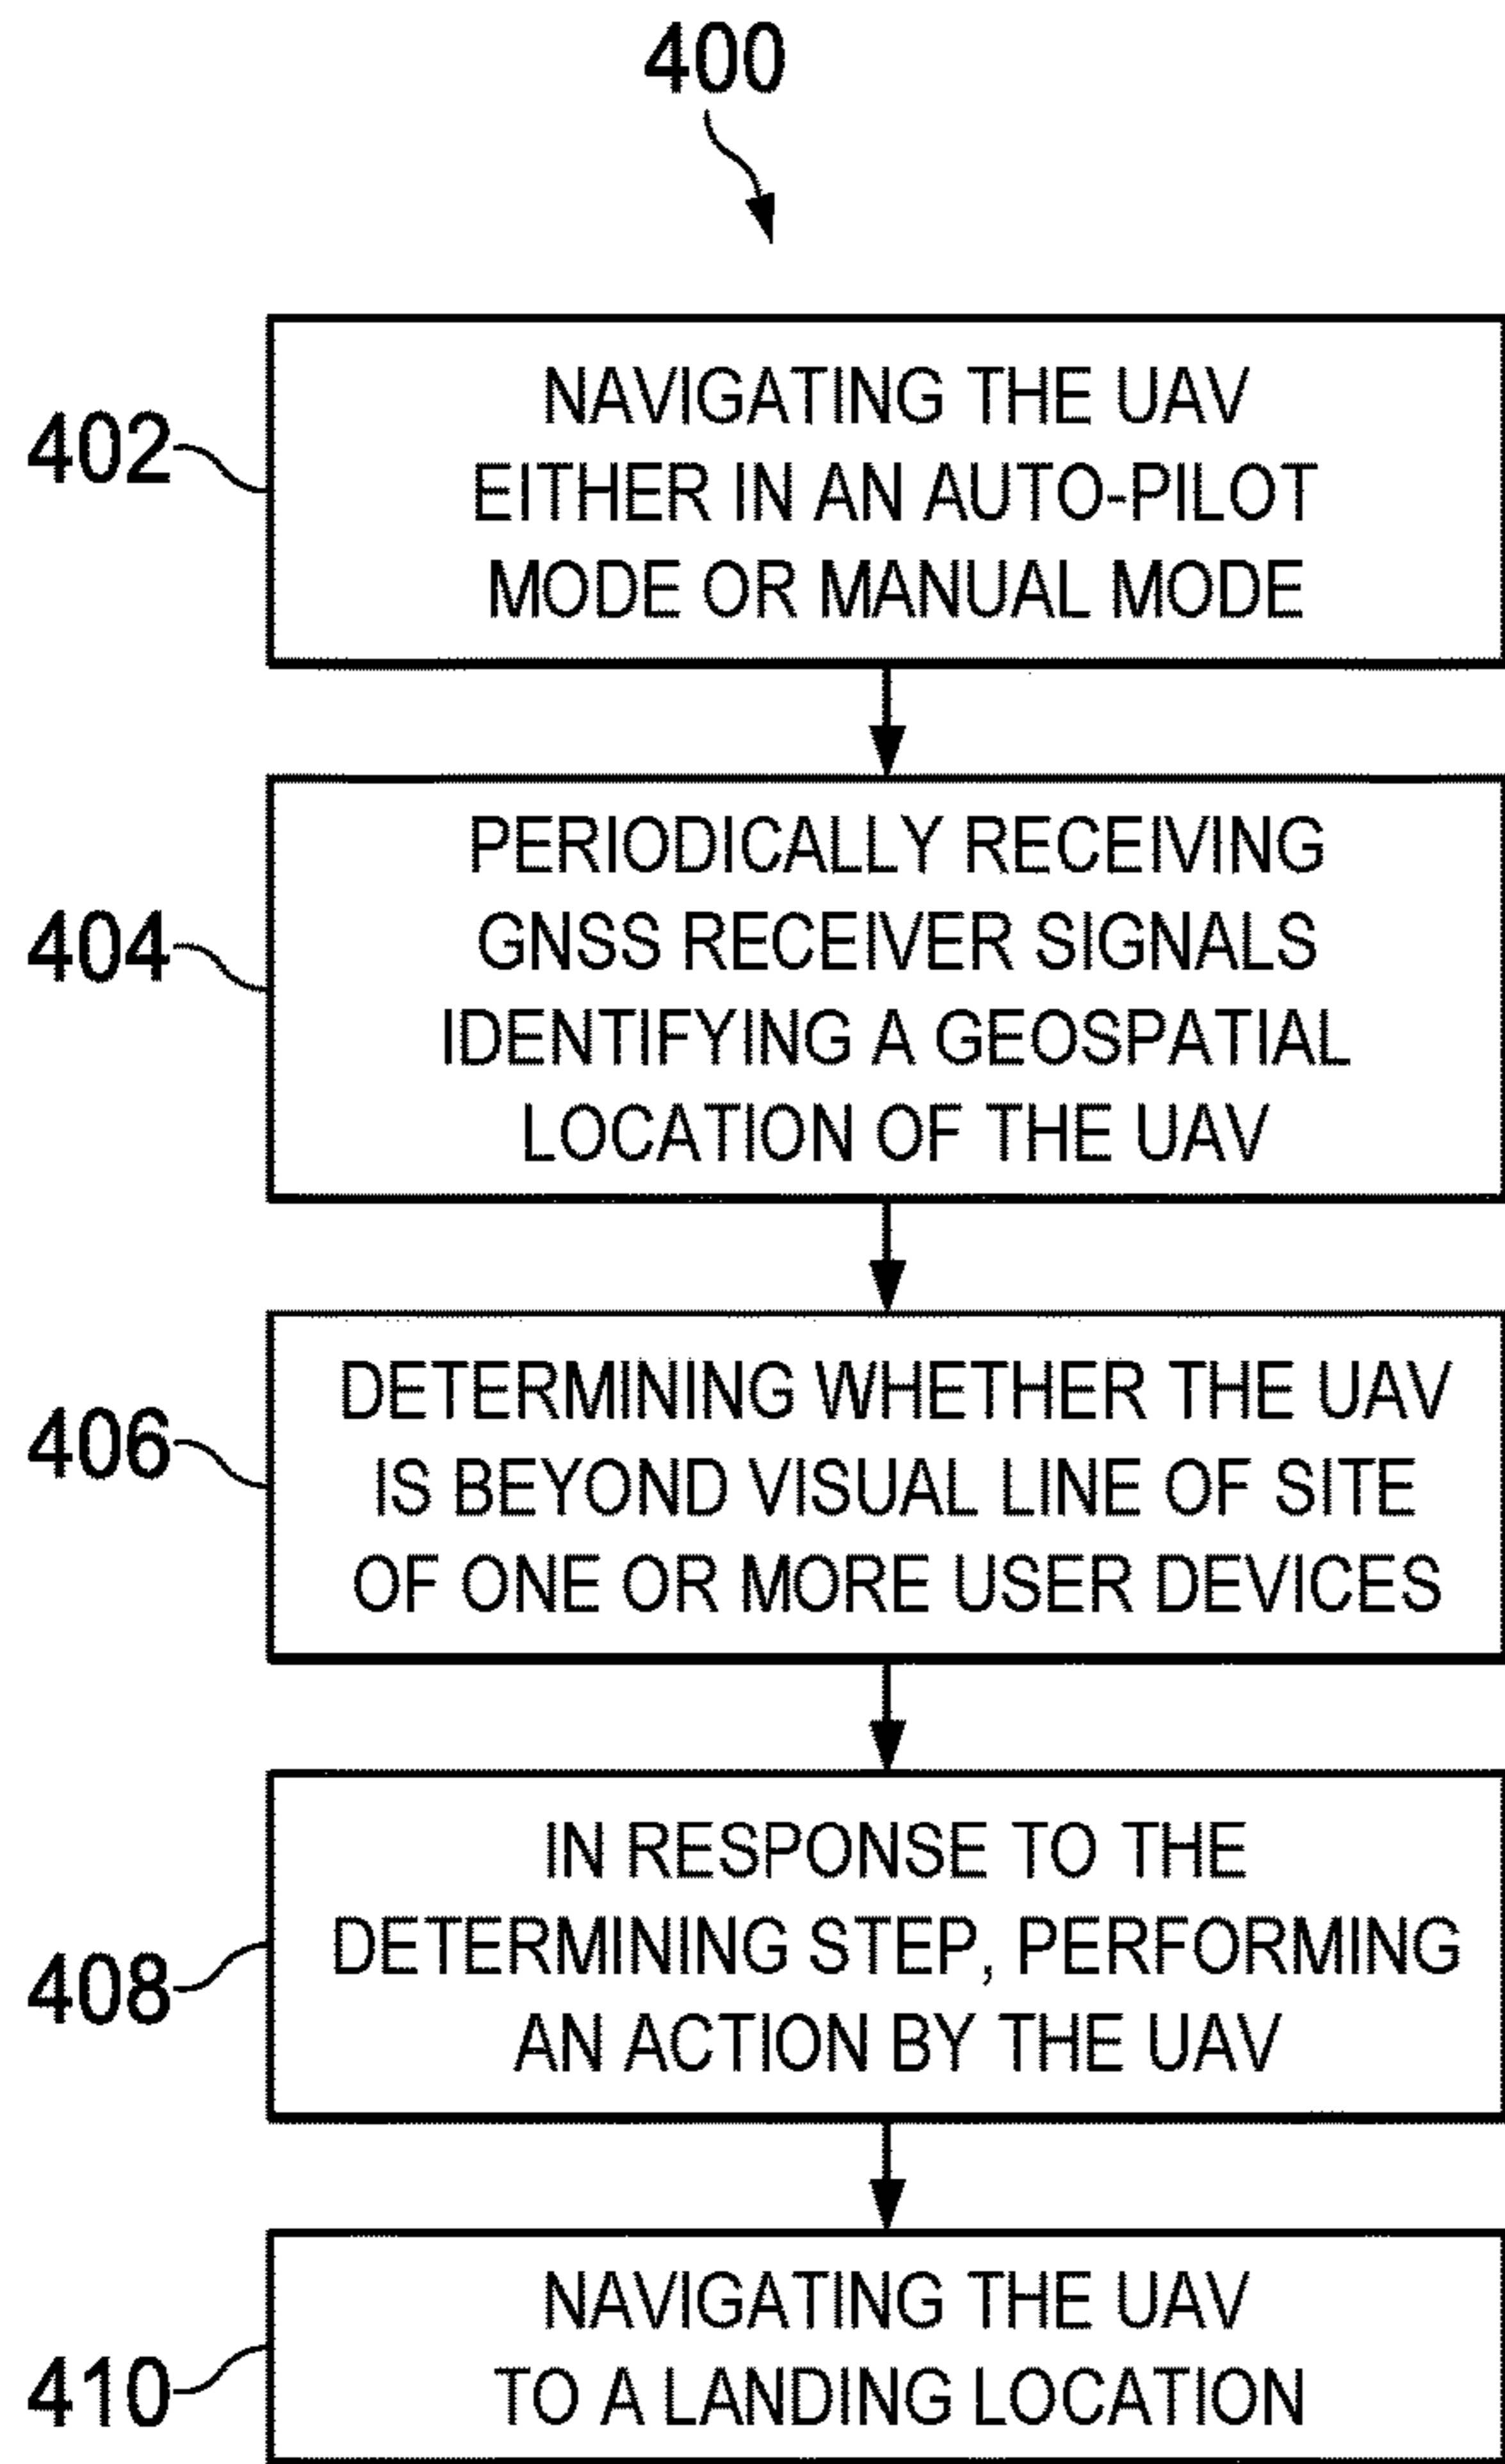 400
402
NAVIGATING THE UAV
EITHER IN AN AUTO-PILOT
MODE OR MANUAL MODE
404
PERIODICALLY RECEIVING
GNSS RECEIVER SIGNALS
IDENTIFYING A GEOSPATIAL
LOCATION OF THE UAV
406
DETERMINING WHETHER THE UAV
IS BEYOND VISUAL LINE OF SITE
OF ONE OR MORE USER DEVICES
408
IN RESPONSE TO THE
DETERMINING STEP, PERFORMING
AN ACTION BY THE UAV
410
NAVIGATING THE UAV
TO A LANDING LOCATION